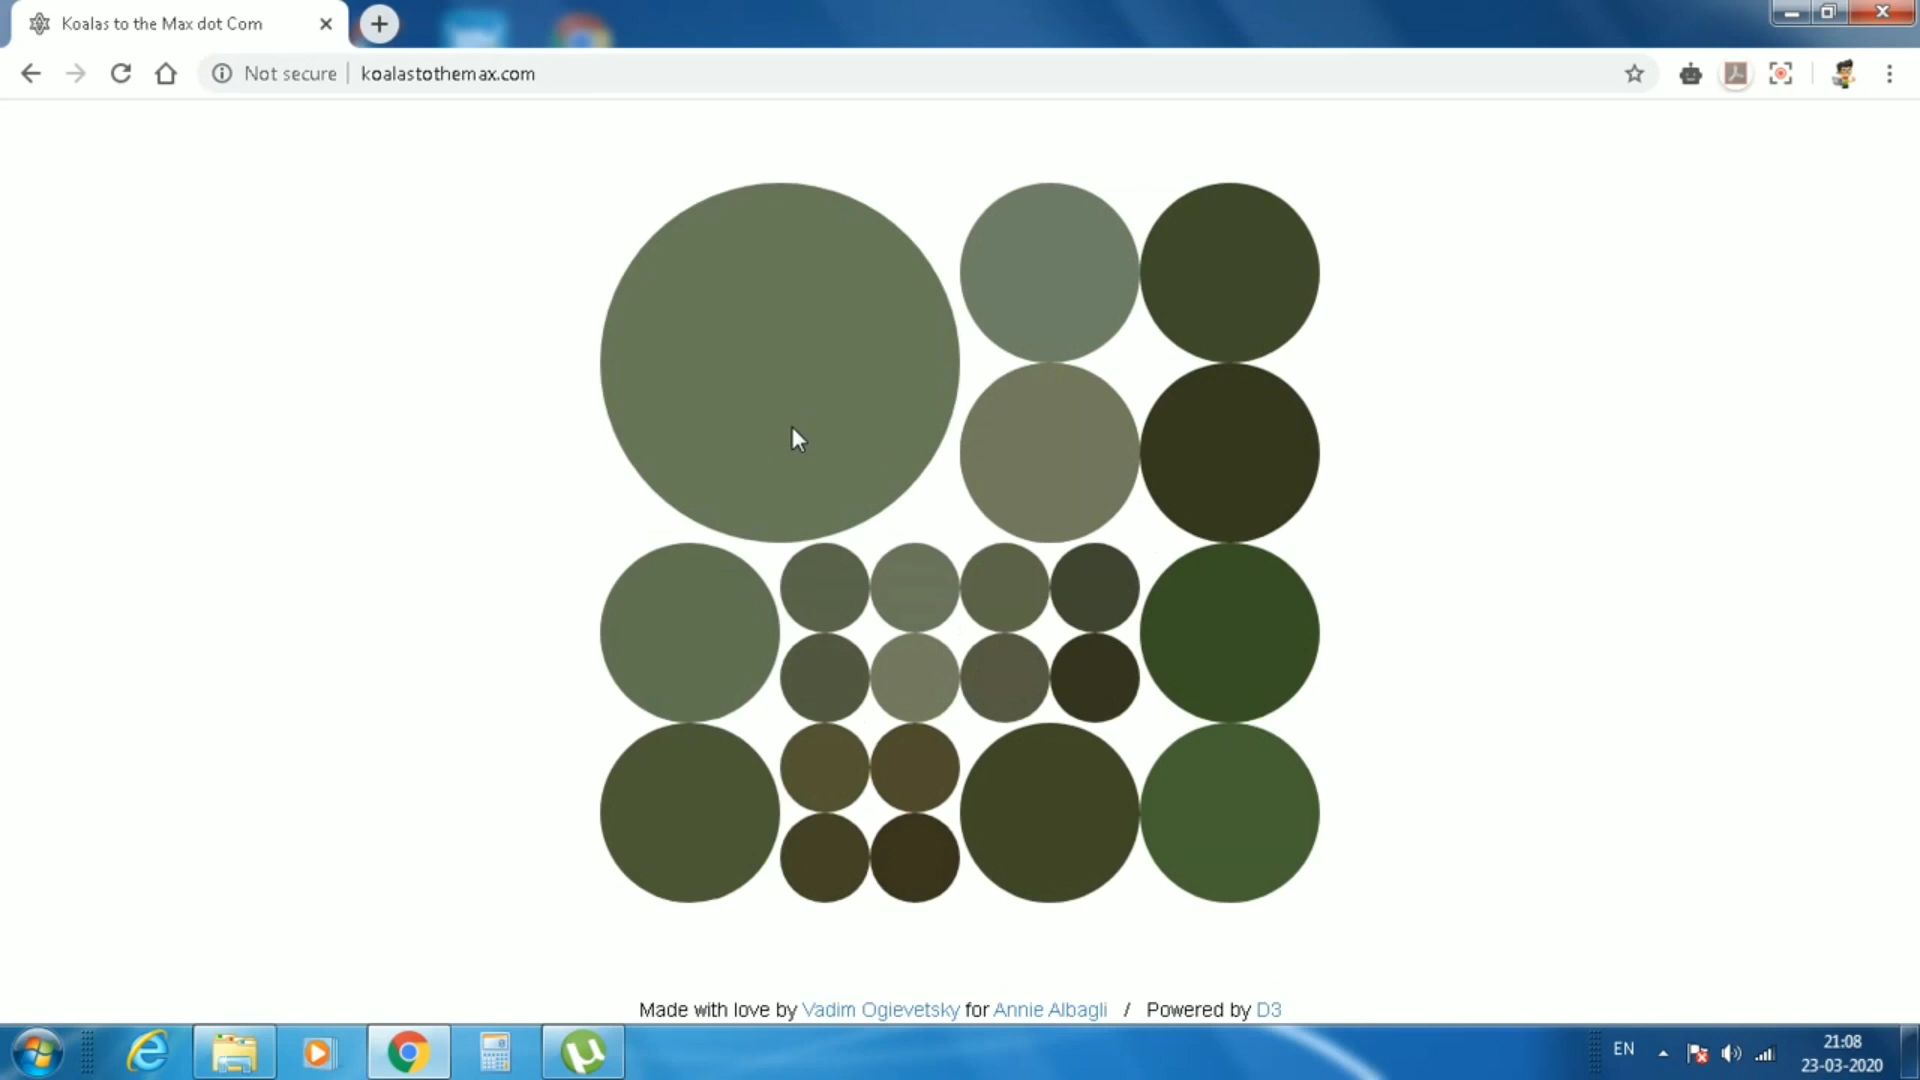 Koalas to the Max dot Com
Not secure
koalastothemax.com
Made with love by Vadim Ogievetsky for Annie Albagli / Powered by D3
EN
21:08
23-03-2020